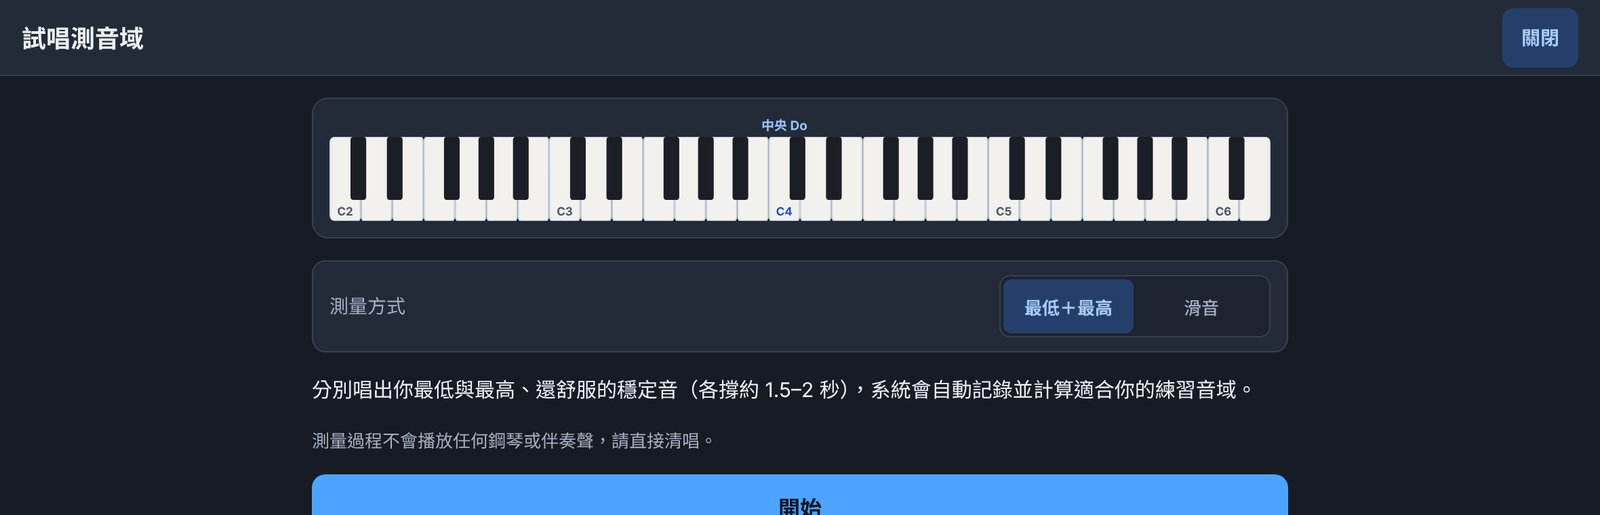 試唱測音域
關閉
中央 Do
C2 C3 C4 C5 C6
測量方式
最低＋最高
滑音
分別唱出你最低與最高、還舒服的穩定音（各撐約 1.5–2 秒），系統會自動記錄並計算適合你的練習音域。
測量過程不會播放任何鋼琴或伴奏聲，請直接清唱。
開始